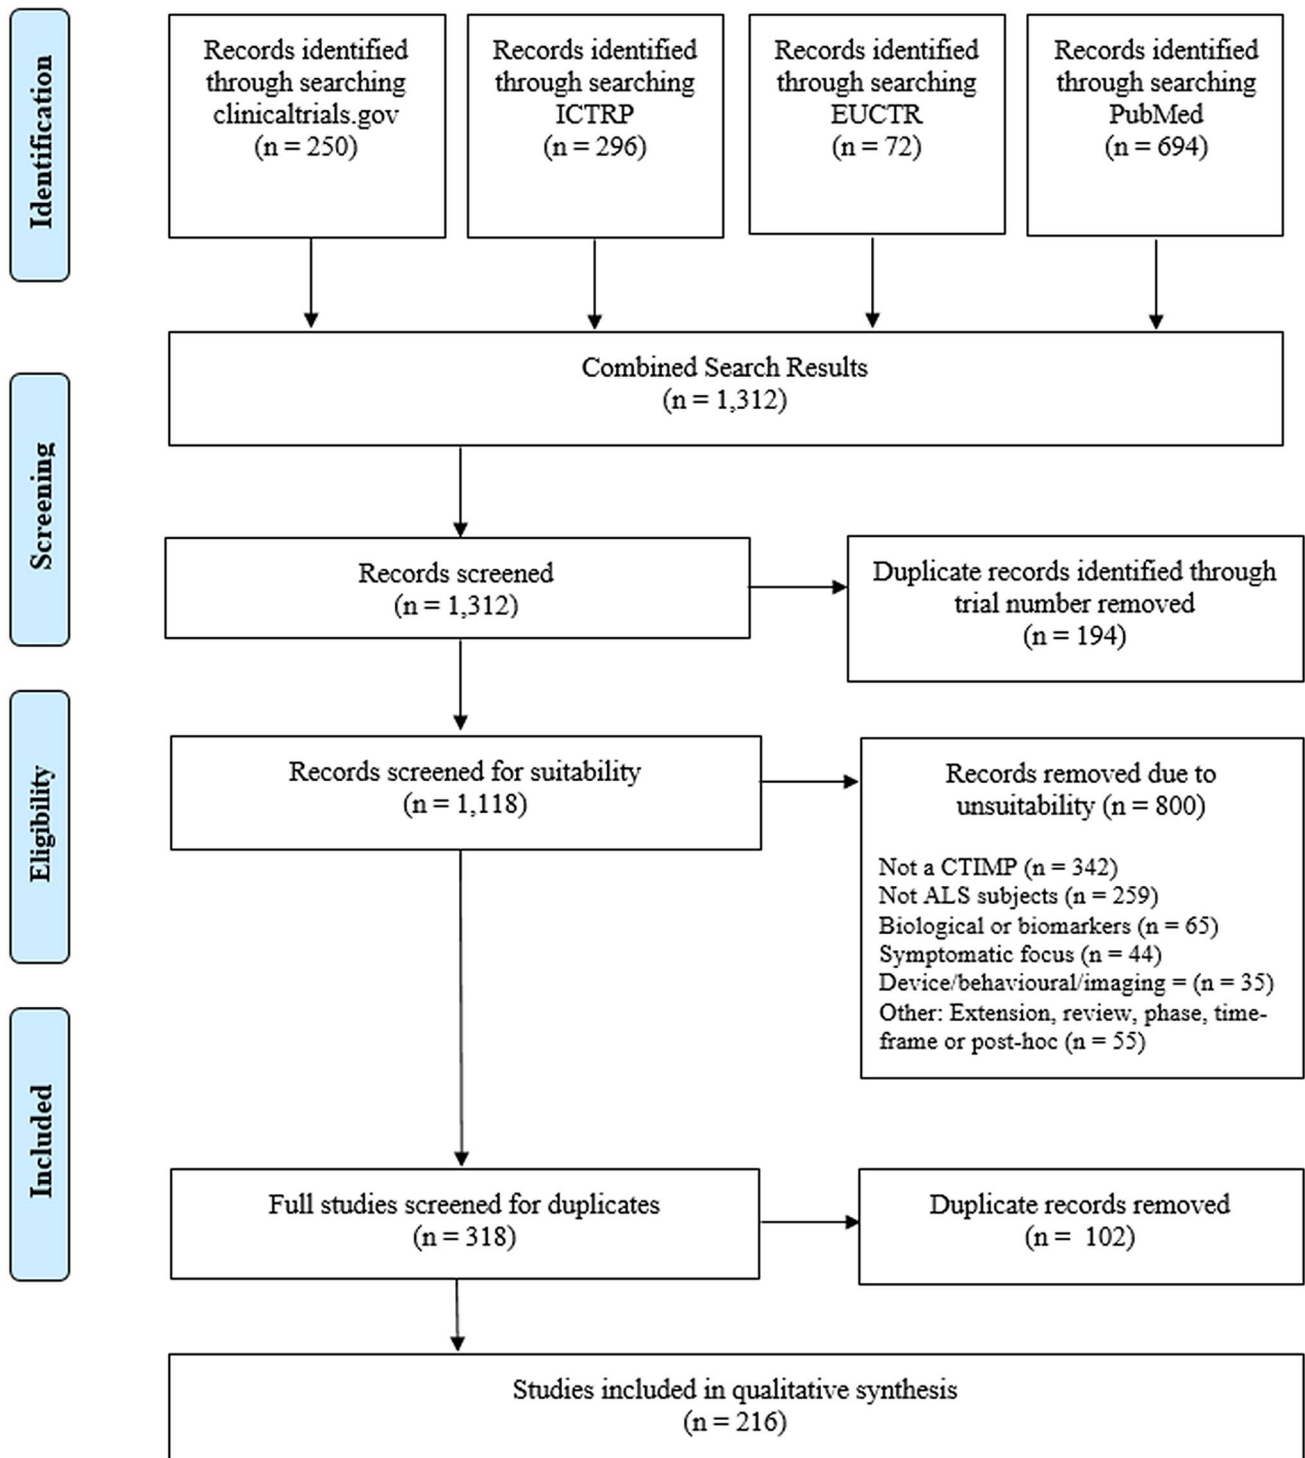 Identification
Records identified
through searching
clinicaltrials.gov
(n = 250)
Records identified
through searching
ICTRP
(n = 296)
Records identified
through searching
EUCTR
(n = 72)
Records identified
through searching
PubMed
(n = 694)
Combined Search Results
(n = 1,312)
Screening
Records screened
(n = 1,312)
Duplicate records identified through
trial number removed
(n = 194)
Eligibility
Records screened for suitability
(n = 1,118)
Records removed due to
unsuitability (n = 800)
Not a CTIMP (n = 342)
Not ALS subjects (n = 259)
Biological or biomarkers (n = 65)
Symptomatic focus (n = 44)
Device/behavioural/imaging = (n = 35)
Other: Extension, review, phase, time-
frame or post-hoc (n = 55)
Included
Full studies screened for duplicates
(n = 318)
Duplicate records removed
(n =  102)
Studies included in qualitative synthesis
(n = 216)